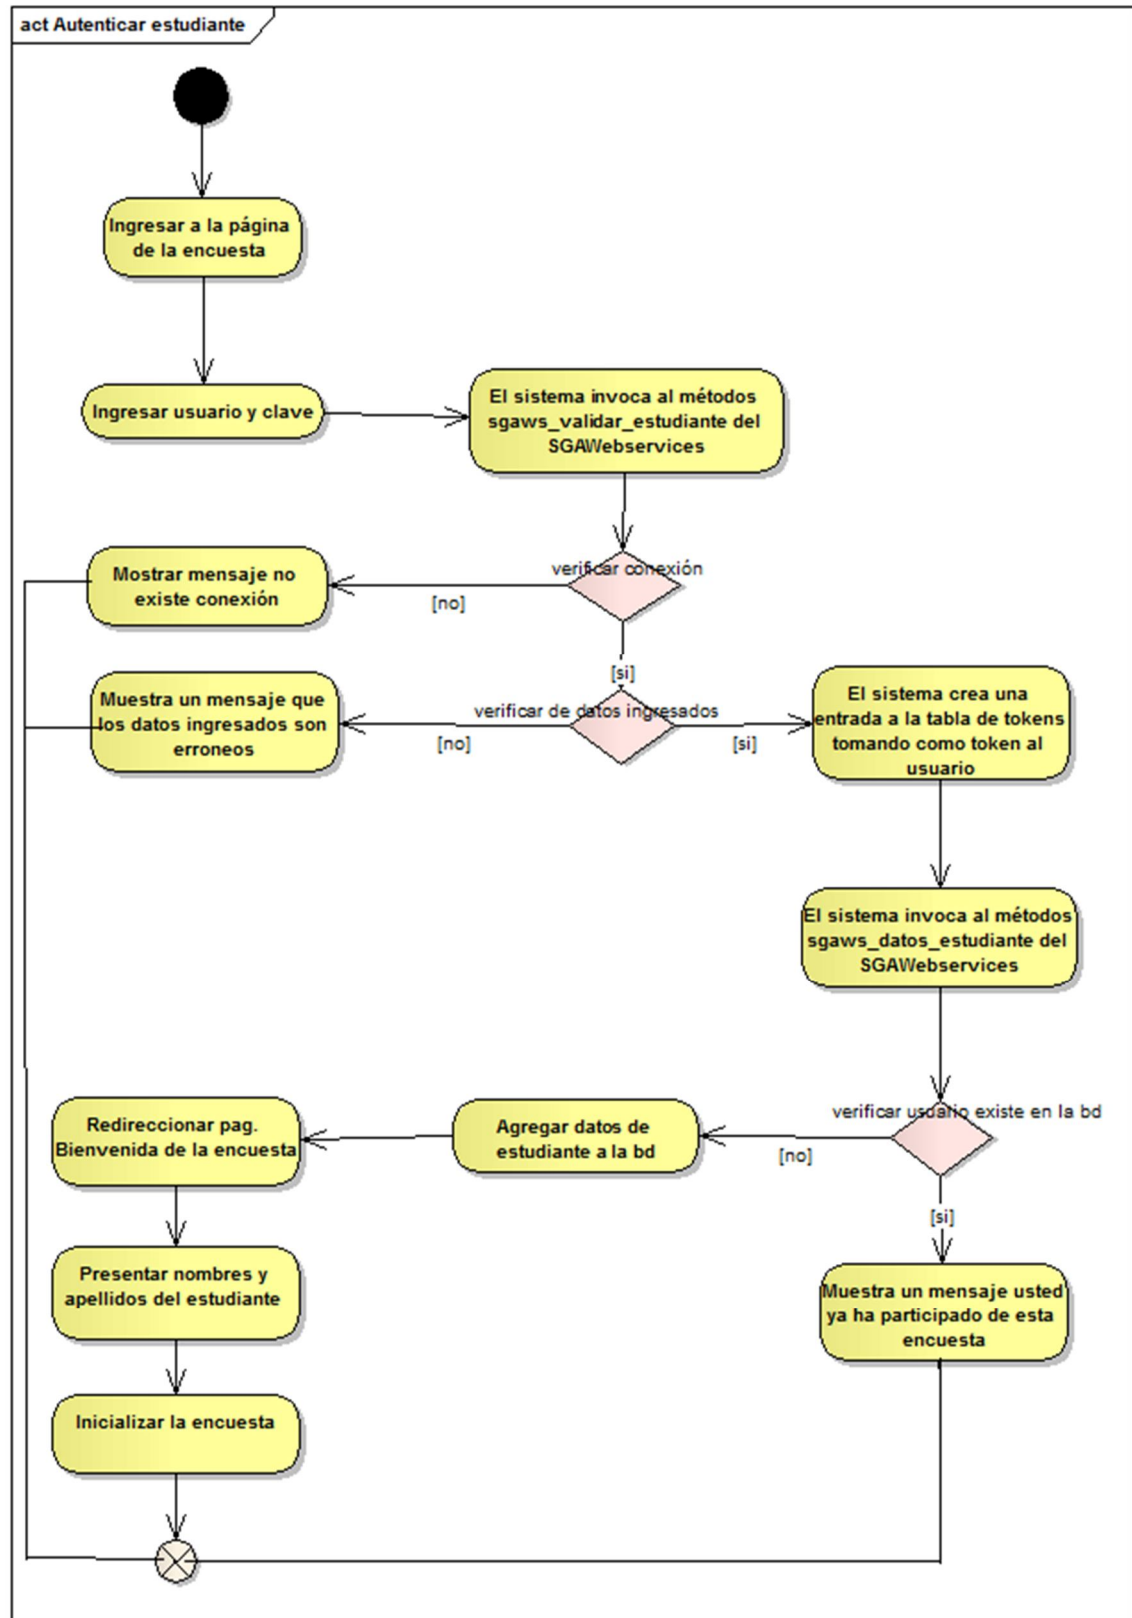 act Autenticar estudiante
Ingresar a la página
de la encuesta
Ingresar usuario y clave
El sistema invoca al métodos
sgaws_validar_estudiante del
SGAWebservices
verificar conexión
Mostrar mensaje no
existe conexión
[no]
[si]
Muestra un mensaje que
los datos ingresados son
erroneos
verificar de datos ingresados
[no]
[si]
El sistema crea una
entrada a la tabla de tokens
tomando como token al
usuario
El sistema invoca al métodos
sgaws_datos_estudiante del
SGAWebservices
verificar usuario existe en la bd
[no]
[si]
Agregar datos de
estudiante a la bd
Redireccionar pag.
Bienvenida de la encuesta
Presentar nombres y
apellidos del estudiante
Muestra un mensaje usted
ya ha participado de esta
encuesta
Inicializar la encuesta